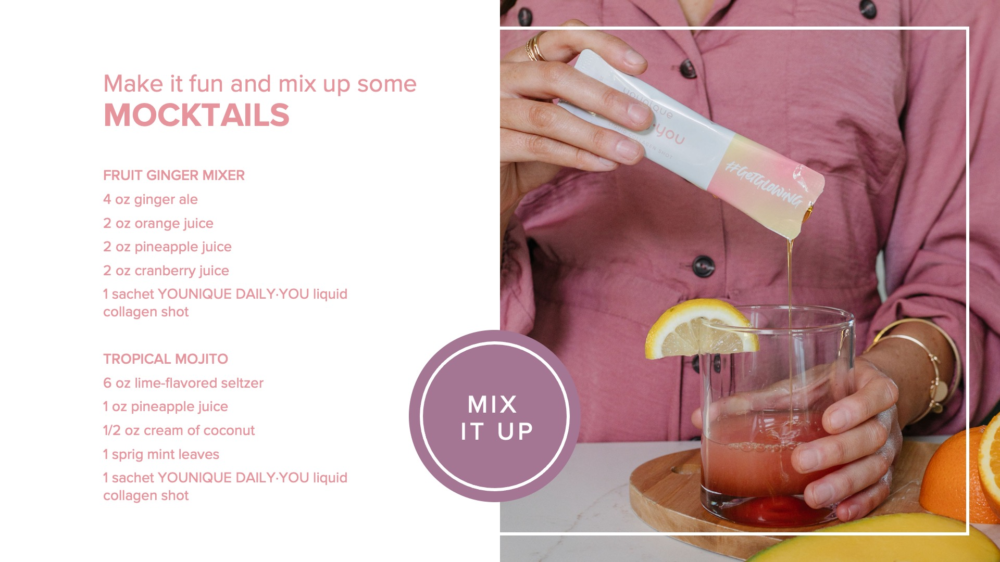 Make it fun and mix up some
MOCKTAILS
FRUIT GINGER MIXER
4 oz ginger ale
2 oz orange juice
2 oz pineapple juice
2 oz cranberry juice
1 sachet YOUNIQUE DAILY·YOU liquid
collagen shot
TROPICAL MOJITO
6 oz lime-flavored seltzer
1 oz pineapple juice
1/2 oz cream of coconut
1 sprig mint leaves
1 sachet YOUNIQUE DAILY·YOU liquid
collagen shot
MIX
IT UP
younique
·you
LIQUID COLLAGEN SHOT
#GETGLOWING